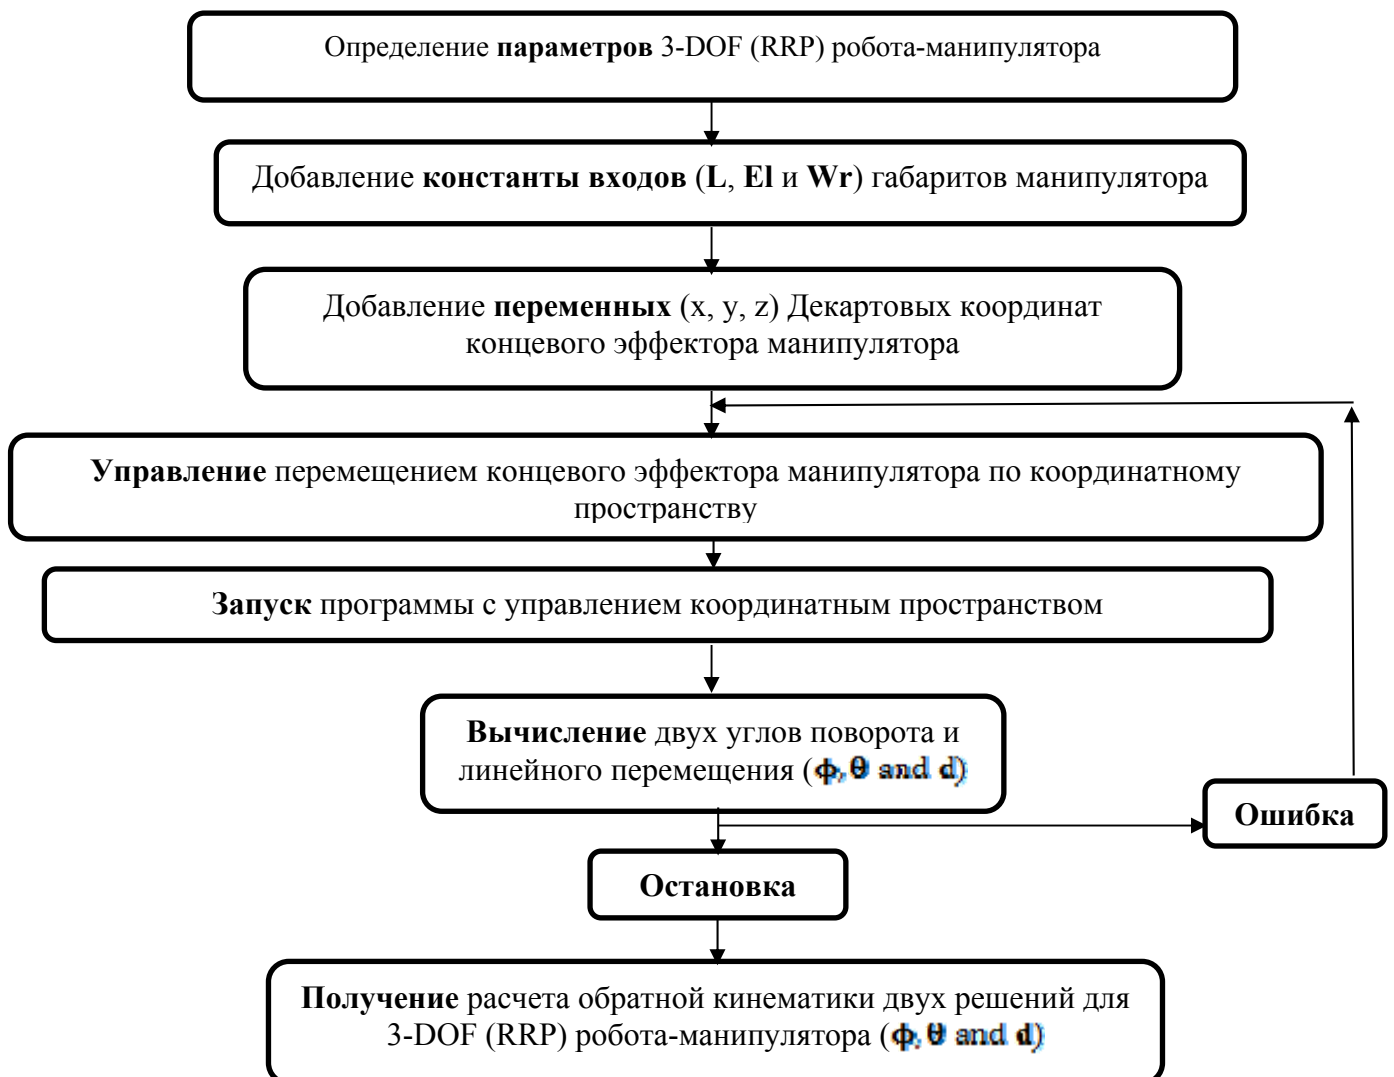 Определение параметров 3-DOF (RRP) робота-манипулятора
Добавление константы входов (L, El и Wr) габаритов манипулятора
Добавление переменных (x, y, z) Декартовых координат
концевого эффектора манипулятора
Управление перемещением концевого эффектора манипулятора по координатному
пространству
Запуск программы с управлением координатным пространством
Вычисление двух углов поворота и
линейного перемещения (ϕ, θ and d)
Ошибка
Остановка
Получение расчета обратной кинематики двух решений для
3-DOF (RRP) робота-манипулятора (ϕ, θ and d)